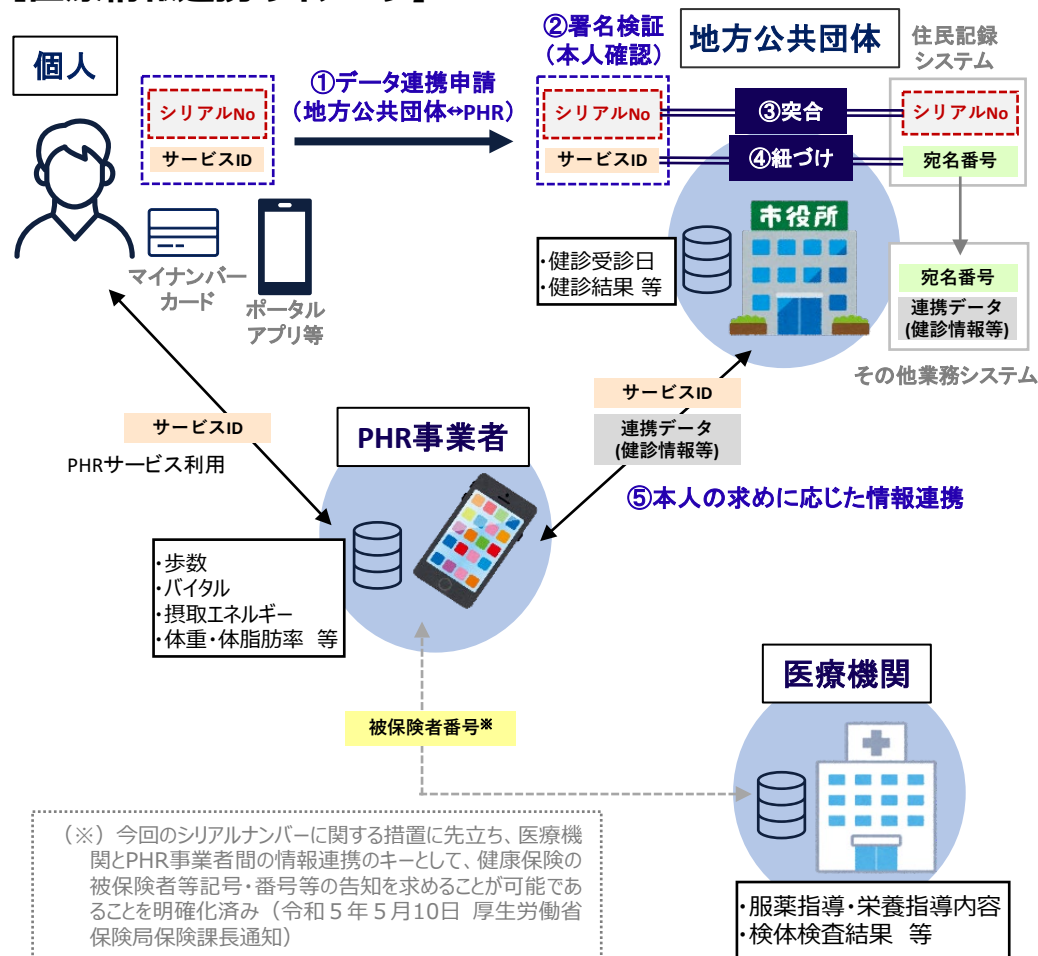 個人
シリアルNo
サービスID
①データ連携申請
（地方公共団体↔PHR）
②署名検証
（本人確認）
地方公共団体
住民記録
システム
シリアルNo
③突合
シリアルNo
サービスID
④紐づけ
宛名番号
マイナンバー
カード
ポータル
アプリ等
市役所
・健診受診日
・健診結果 等
宛名番号
連携データ
(健診情報等)
その他業務システム
サービスID
連携データ
(健診情報等)
サービスID
PHRサービス利用
PHR事業者
⑤本人の求めに応じた情報連携
・歩数
・バイタル
・摂取エネルギー
・体重・体脂肪率 等
医療機関
被保険者番号※
（※）今回のシリアルナンバーに関する措置に先立ち、医療機
関とPHR事業者間の情報連携のキーとして、健康保険の
被保険者等記号・番号等の告知を求めることが可能であ
ることを明確化済み（令和５年５月10日 厚生労働省
保険局保険課長通知）
・服薬指導・栄養指導内容
・検体検査結果 等